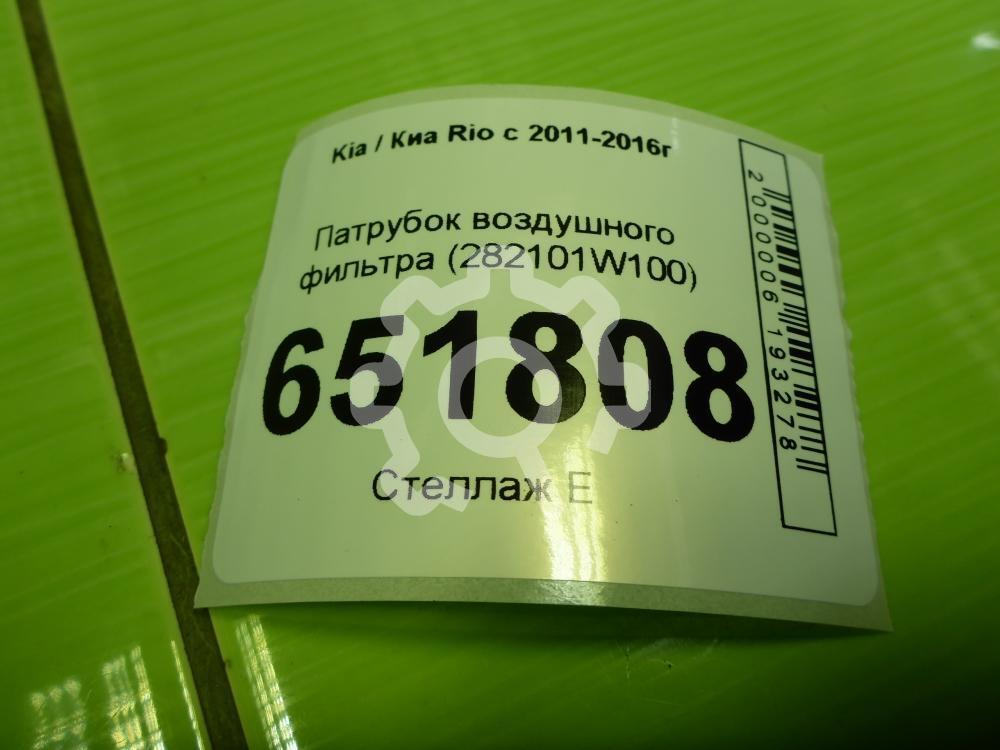 Kia / Киа Rio с 2011-2016г
Патрубок воздушного
фильтра (282101W100)
651808
Стеллаж Е
2000006193278